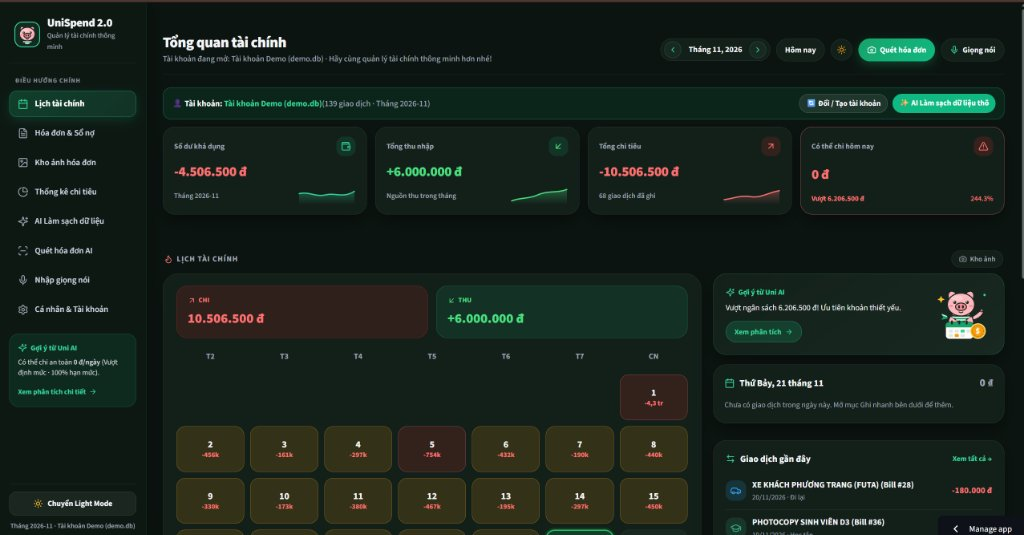 UniSpend 2.0
Quản lý tài chính thông
minh
ĐIỀU HƯỚNG CHÍNH
Lịch tài chính
Hóa đơn & Sổ nợ
Kho ảnh hóa đơn
Thống kê chi tiêu
AI Làm sạch dữ liệu
Quét hóa đơn AI
Nhập giọng nói
Cá nhân & Tài khoản
Gợi ý từ Uni AI
Có thể chi an toàn 0 đ/ngày (Vượt
định mức · 100% hạn mức).
Xem phân tích chi tiết →
Chuyển Light Mode
Tháng 2026-11 · Tài khoản Demo (demo.db)
Tổng quan tài chính
Tài khoản đang mở: Tài khoản Demo (demo.db) · Hãy cùng quản lý tài chính thông minh hơn nhé!
Tháng 11, 2026
Hôm nay
Quét hóa đơn
Giọng nói
Tài khoản: Tài khoản Demo (demo.db)(139 giao dịch · Tháng 2026-11)
Đổi / Tạo tài khoản
AI Làm sạch dữ liệu thô
Số dư khả dụng
-4.506.500 đ
Tháng 2026-11
Tổng thu nhập
+6.000.000 đ
Nguồn thu trong tháng
Tổng chi tiêu
-10.506.500 đ
68 giao dịch đã ghi
Có thể chi hôm nay
0 đ
Vượt 6.206.500 đ
244.3%
LỊCH TÀI CHÍNH
Kho ảnh
CHI
10.506.500 đ
THU
+6.000.000 đ
T2 T3 T4 T5 T6 T7 CN
1
-4,3 tr
2 3 4 5 6 7 8
-456k -161k -297k -754k -432k -190k -440k
9 10 11 12 13 14 15
-330k -173k -380k -467k -195k -297k -450k
Gợi ý từ Uni AI
Vượt ngân sách 6.206.500 đ! Ưu tiên khoản thiết yếu.
Xem phân tích →
Thứ Bảy, 21 tháng 11
0 đ
Chưa có giao dịch trong ngày này. Mở mục Ghi nhanh bên dưới để thêm.
Giao dịch gần đây
Xem tất cả →
XE KHÁCH PHƯƠNG TRANG (FUTA) (Bill #28)
20/11/2026 · Đi lại
-180.000 đ
PHOTOCOPY SINH VIÊN D3 (Bill #36)
Manage app